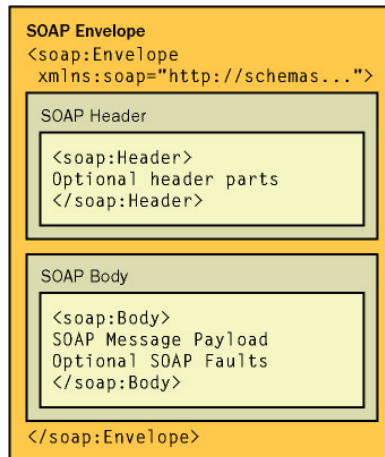 SOAP Envelope
<soap:Envelope
xmlns:soap="http://schemas...">
SOAP Header
<soap:Header>
Optional header parts
</soap:Header>
SOAP Body
<soap:Body>
SOAP Message Payload
Optional SOAP Faults
</soap:Body>
</soap:Envelope>